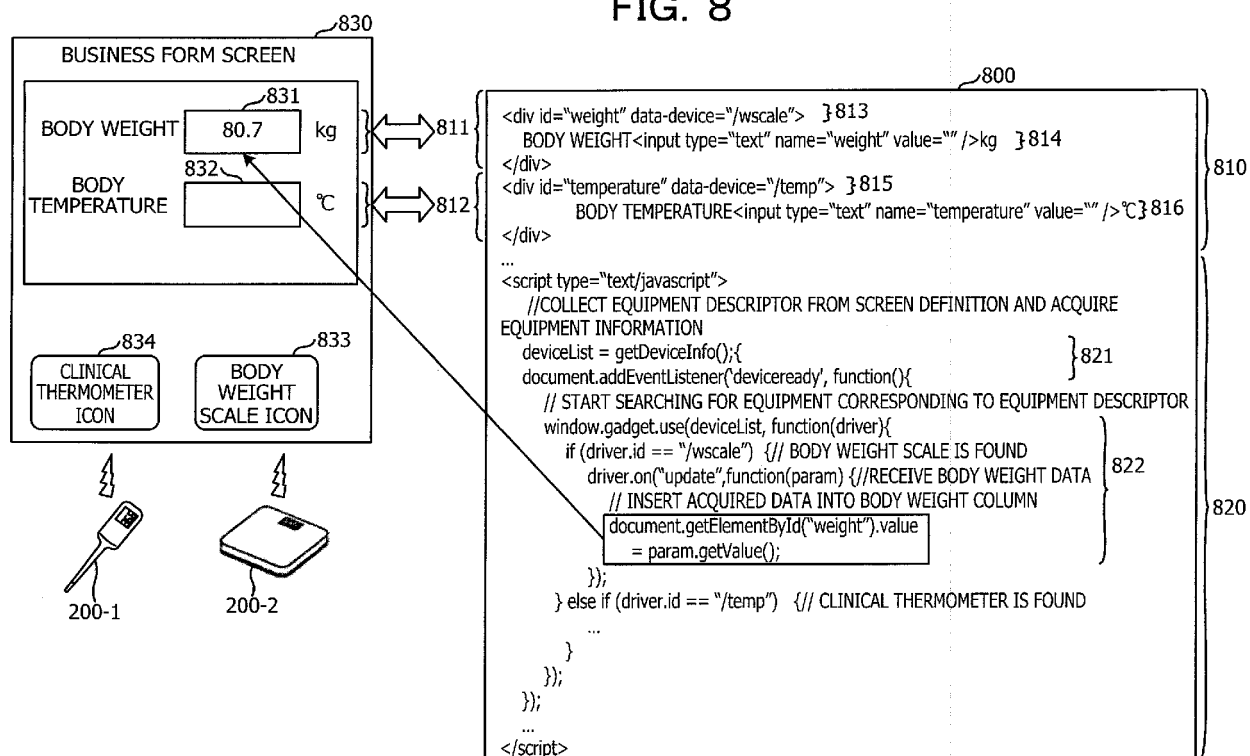 FIG. 8
830
BUSINESS FORM SCREEN
831
BODY WEIGHT 80.7 kg
832
BODY
TEMPERATURE ℃
834
CLINICAL
THERMOMETER
ICON
833
BODY
WEIGHT
SCALE ICON
200-1
200-2
811
812
800
<div id="weight" data-device="/wscale"> }813
BODY WEIGHT<input type="text" name="weight" value="" />kg }814
</div>
<div id="temperature" data-device="/temp"> }815
BODY TEMPERATURE<input type="text" name="temperature" value="" />℃}816
</div>
...
810
<script type="text/javascript">
//COLLECT EQUIPMENT DESCRIPTOR FROM SCREEN DEFINITION AND ACQUIRE
EQUIPMENT INFORMATION
deviceList = getDeviceInfo();{
document.addEventListener('deviceready', function(){
821
// START SEARCHING FOR EQUIPMENT CORRESPONDING TO EQUIPMENT DESCRIPTOR
window.gadget.use(deviceList, function(driver){
if (driver.id == "/wscale") {// BODY WEIGHT SCALE IS FOUND
driver.on("update",function(param) {//RECEIVE BODY WEIGHT DATA
// INSERT ACQUIRED DATA INTO BODY WEIGHT COLUMN
document.getElementById("weight").value
= param.getValue();
822
});
} else if (driver.id == "/temp") {// CLINICAL THERMOMETER IS FOUND
...
}
});
});
...
</script>
820